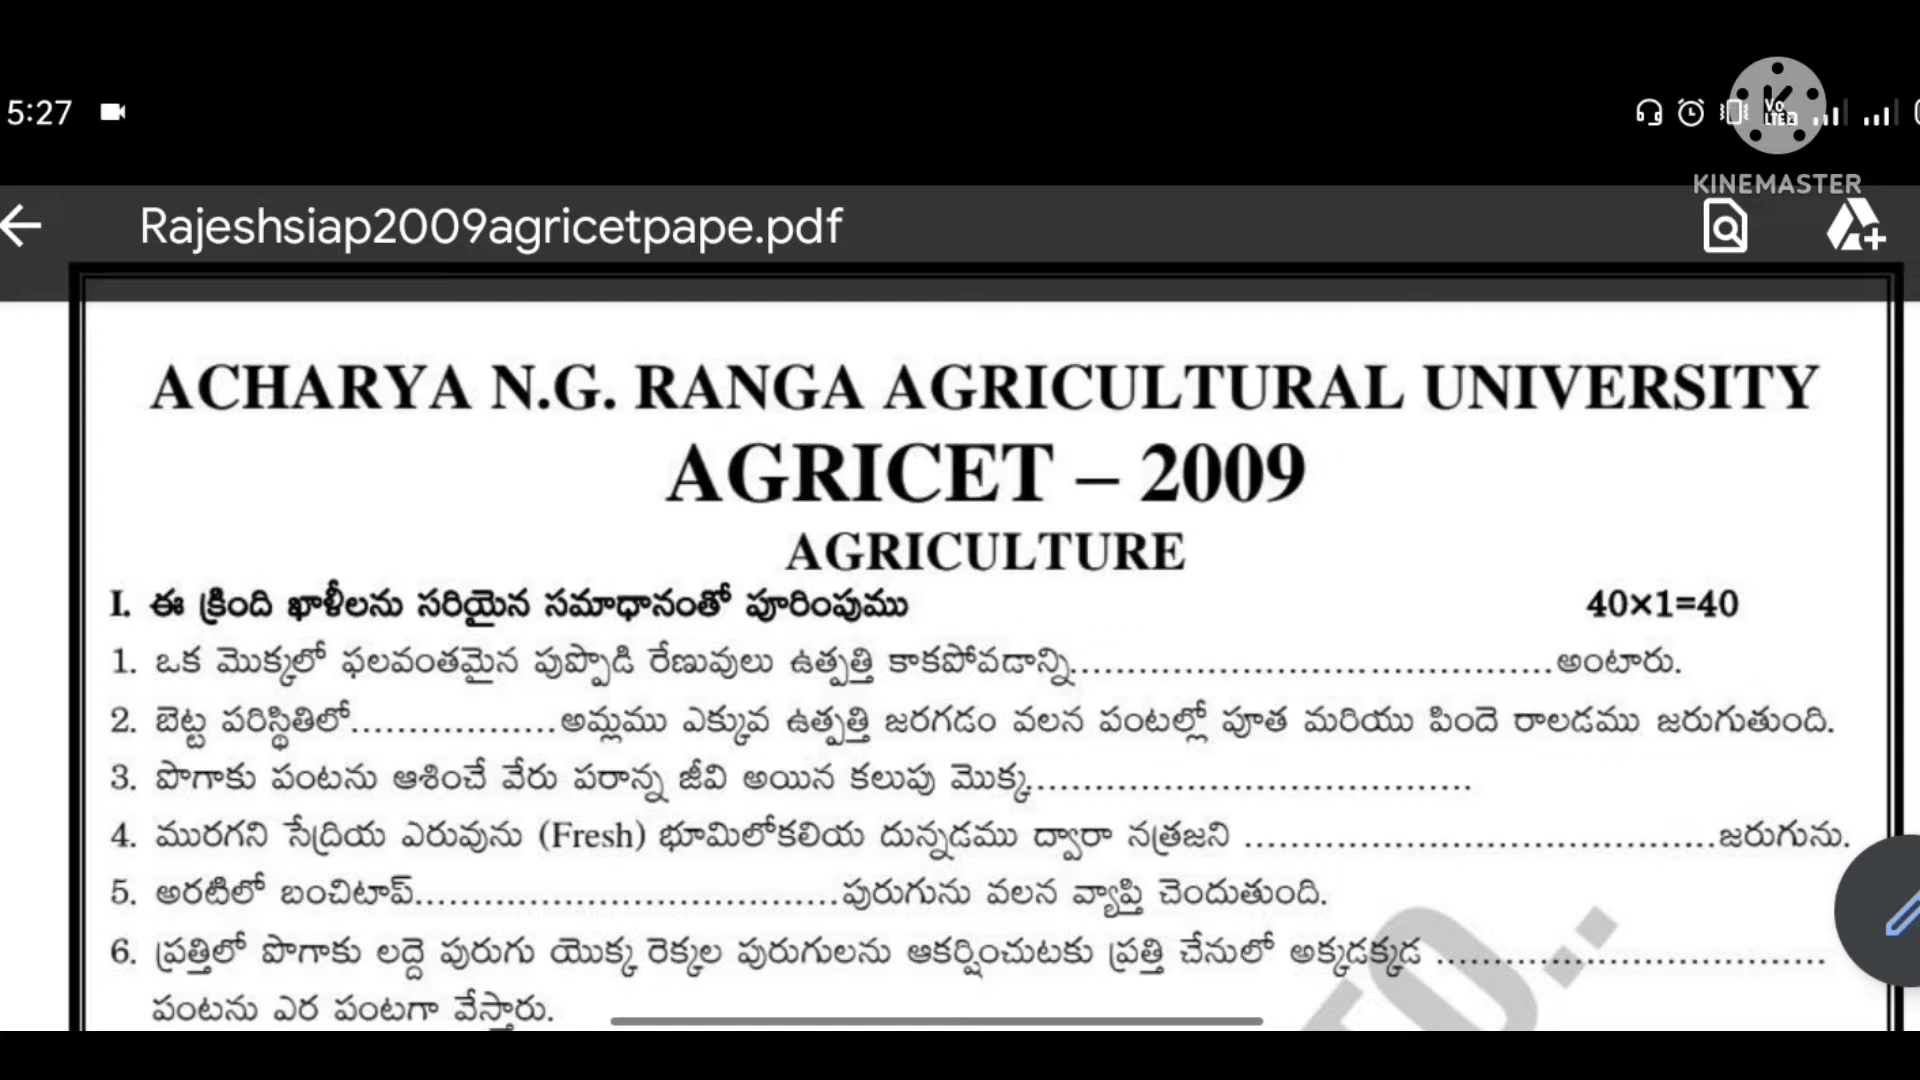 5:27
Vo
LTE2
KINEMASTER
Rajeshsiap2009agricetpape.pdf
ACHARYA N.G. RANGA AGRICULTURAL UNIVERSITY
AGRICET – 2009
AGRICULTURE
I. ఈ క్రింది ఖాళీలను సరియైన సమాధానంతో పూరింపుము 40×1=40
1. ఒక మొక్కలో ఫలవంతమైన పుప్పొడి రేణువులు ఉత్పత్తి కాకపోవడాన్ని..........................................అంటారు.
2. బెట్ట పరిస్థితిలో..................అమ్లము ఎక్కువ ఉత్పత్తి జరగడం వలన పంటల్లో పూత మరియు పిందె రాలడము జరుగుతుంది.
3. పొగాకు పంటను ఆశించే వేరు పరాన్న జీవి అయిన కలుపు మొక్క.......................................
4. మురగని సేద్రియ ఎరువును (Fresh) భూమిలోకలియ దున్నడము ద్వారా నత్రజని ..........................................జరుగును.
5. అరటిలో బంచిటాప్.....................................పురుగును వలన వ్యాప్తి చెందుతుంది.
6. ప్రత్తిలో పొగాకు లద్దె పురుగు యొక్క రెక్కల పురుగులను ఆకర్షించుటకు ప్రత్తి చేనులో అక్కడక్కడ ..................................
పంటను ఎర పంటగా వేస్తారు.